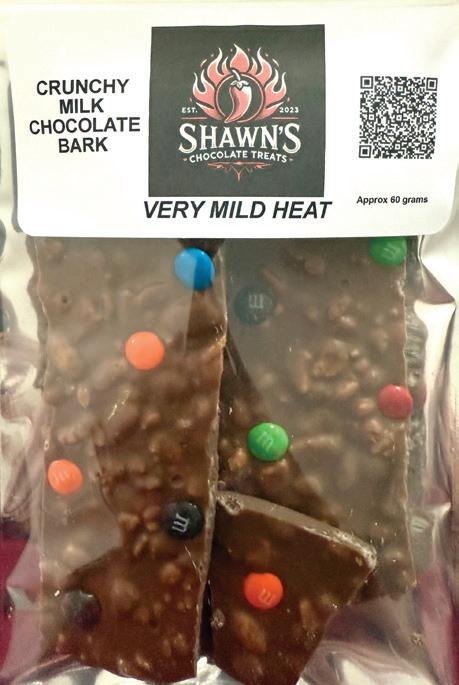 CRUNCHY
MILK
CHOCOLATE
BARK
EST. 2023
SHAWN'S
CHOCOLATE TREATS
VERY MILD HEAT
Approx 60 grams
m
m
m
m